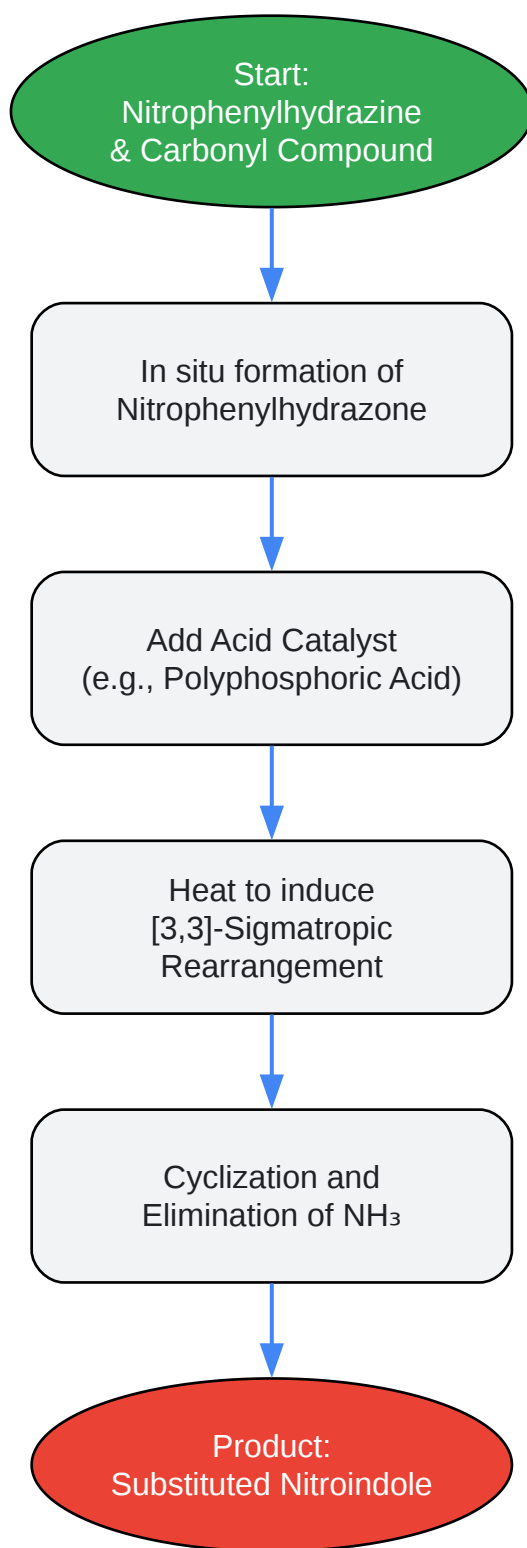 Start:
Nitrophenylhydrazine
& Carbonyl Compound
In situ formation of
Nitrophenylhydrazone
Add Acid Catalyst
(e.g., Polyphosphoric Acid)
Heat to induce
[3,3]-Sigmatropic
Rearrangement
Cyclization and
Elimination of NH₃
Product:
Substituted Nitroindole